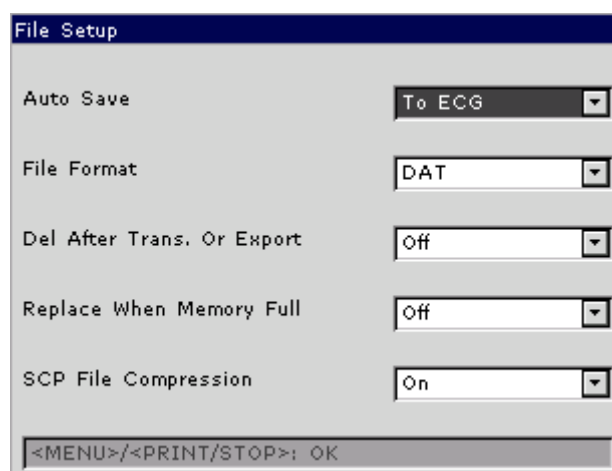 File Setup
Auto Save To ECG
File Format DAT
Del After Trans. Or Export Off
Replace When Memory Full Off
SCP File Compression On
<MENU>/<PRINT/STOP>: OK